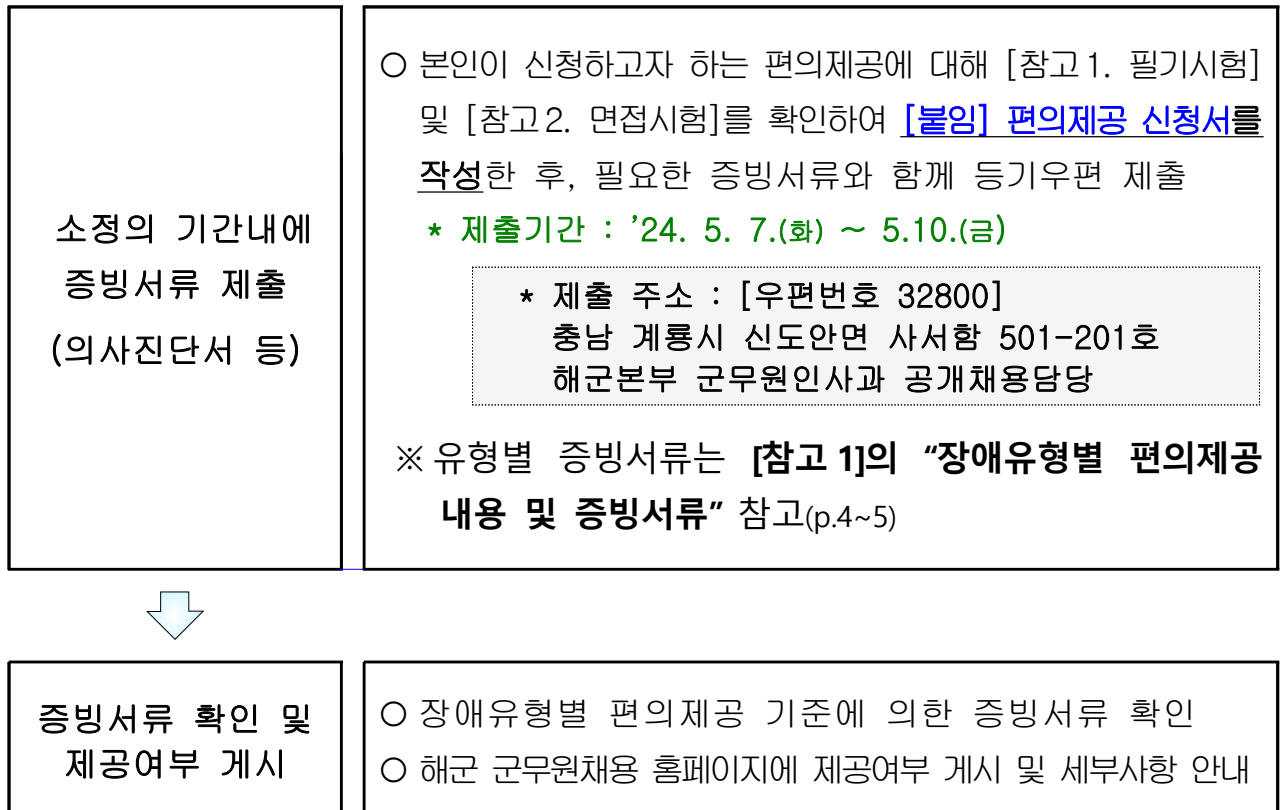 소정의 기간내에
증빙서류 제출
(의사진단서 등)
○ 본인이 신청하고자 하는 편의제공에 대해 [참고1. 필기시험]
및 [참고2. 면접시험]를 확인하여 [붙임] 편의제공 신청서를
작성한 후, 필요한 증빙서류와 함께 등기우편 제출
* 제출기간 : ’24. 5. 7.(화) ~ 5.10.(금)
* 제출 주소 : [우편번호 32800]
충남 계룡시 신도안면 사서함 501-201호
해군본부 군무원인사과 공개채용담당
※ 유형별 증빙서류는 [참고 1]의 “장애유형별 편의제공
내용 및 증빙서류” 참고(p.4~5)
증빙서류 확인 및
제공여부 게시
○ 장애유형별 편의제공 기준에 의한 증빙서류 확인
○ 해군 군무원채용 홈페이지에 제공여부 게시 및 세부사항 안내